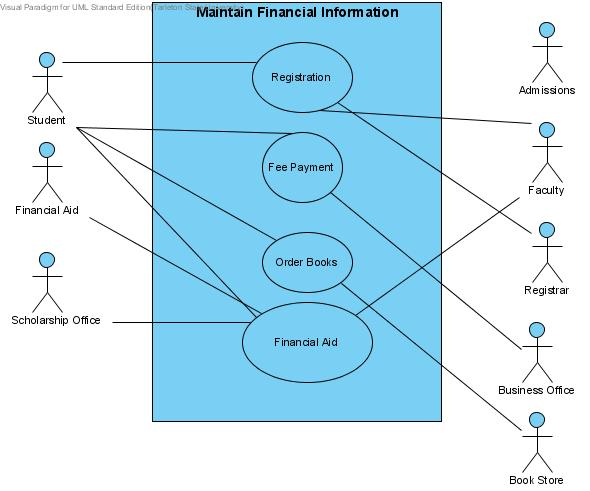 Visual Paradigm for UML Standard Edition(Tarleton State
Maintain Financial Information
Registration
Fee Payment
Order Books
Financial Aid
Student
Financial Aid
Scholarship Office
Admissions
Faculty
Registrar
Business Office
Book Store